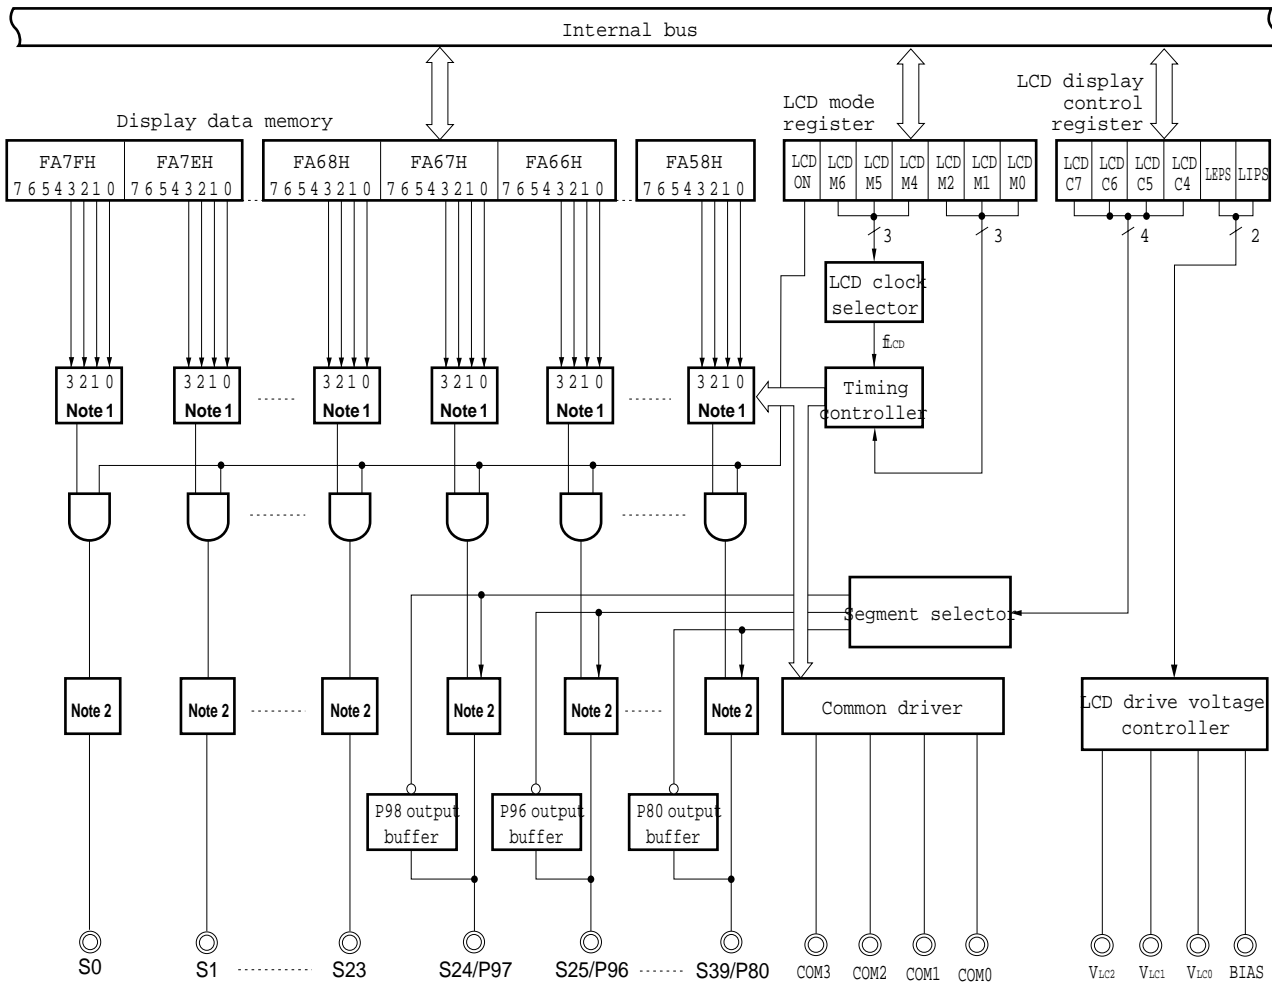 Internal bus
Display data memory
LCD mode
register
LCD display
control
register
FA7FH FA7EH FA68H FA67H FA66H FA58H
7 6 5 4 3 2 1 0 7 6 5 4 3 2 1 0 7 6 5 4 3 2 1 0 7 6 5 4 3 2 1 0 7 6 5 4 3 2 1 0 7 6 5 4 3 2 1 0
LCD LCD LCD LCD LCD LCD LCD
ON M6 M5 M4 M2 M1 M0
LCD LCD LCD LCD LEPS LIPS
C7 C6 C5 C4
3 3 4 2
LCD clock
selector
fLCD
3 2 1 0 3 2 1 0 3 2 1 0 3 2 1 0 3 2 1 0 3 2 1 0
Note 1 Note 1 Note 1 Note 1 Note 1 Note 1
Timing
controller
Segment selector
Note 2 Note 2 Note 2 Note 2 Note 2 Note 2
Common driver
LCD drive voltage
controller
P98 output
buffer
P96 output
buffer
P80 output
buffer
S0 S1 S23 S24/P97 S25/P96 S39/P80 COM3 COM2 COM1 COM0 VLC2 VLC1 VLC0 BIAS